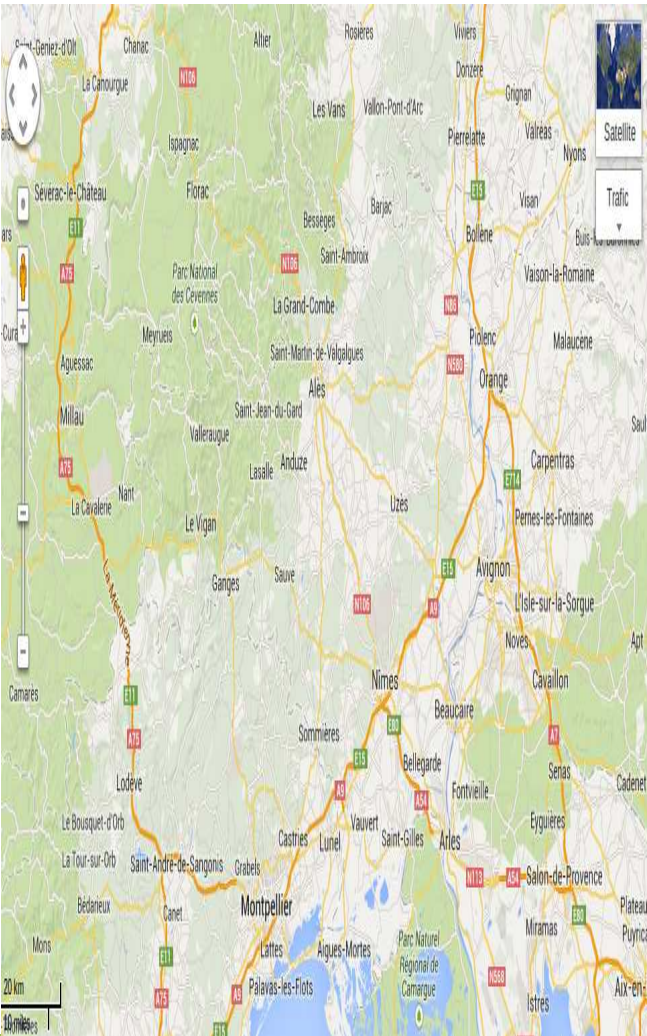 Rosières
Viviers
Saint-Geniez-d'Olt
Chanac
Altier
Donzère
N106
La Canourgue
Grignan
Les Vans
Vallon-Pont-d'Arc
Pierrelatte
Valréas
Satellite
Ispagnac
Nyons
Sévérac-le-Château
Florac
E15
Trafic
Barjac
Visan
Besseges
E11
ars
Bollène
Saint-Ambroix
N106
A75
Parc National
des Cévennes
Vaison-la-Romaine
La Grand-Combe
N86
Meyrueis
Piolenc
Malaucène
Saint-Martin-de-Valgalgues
Aguessac
N580
Orange
Alès
Millau
Saint-Jean-du-Gard
Saul
Valleraugue
A75
Lasalle
Anduze
Carpentras
E714
Nant
La Cavalerie
Uzès
Pernes-les-Fontaines
Le Vigan
E15
Avignon
Ganges
Sauve
La Méridienne
N106
A9
L'Isle-sur-la-Sorgue
Noves
Apt
Camarès
Nîmes
Cavaillon
E11
Beaucaire
E80
A75
Sommières
A7
E15
Bellegarde
Senas
Lodève
A9
A54
Fontvieille
Cadenet
Le Bousquet-d'Orb
Vauvert
Eyguières
Castries
Lunel
Saint-Gilles
Arles
La Tour-sur-Orb
Saint-André-de-Sangonis
Grabels
N113
A54
Salon-de-Provence
Bédarieux
Canet
Montpellier
Plateau
E80
Miramas
Puyrica
Mons
Lattes
Aigues-Mortes
Parc Naturel
Régional de
Camargue
E11
N568
20 km
A75
A9
Palavas-les-Flots
Istres
Aix-en-
10 miles
E15